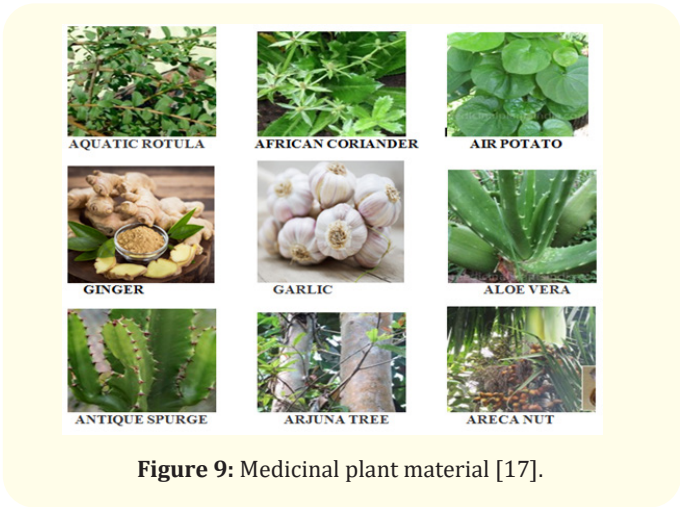 AQUATIC ROTULA
AFRICAN CORIANDER
AIR POTATO
GINGER
GARLIC
ALOE VERA
ANTIQUE SPURGE
ARJUNA TREE
ARECA NUT
Figure 9: Medicinal plant material [17].